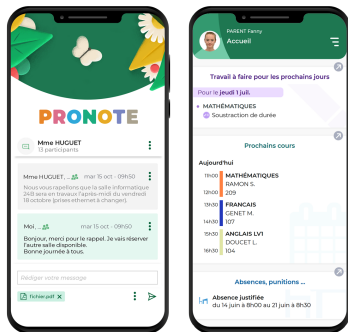 PRONOTE
Mme HUGUET
13 participants
Mme HUGUET, ... mar 15 oct - 09h50
Nous vous rappelons que la salle informatique
24B sera en travaux l'après-midi du vendredi
18 octobre (prises ethernet à changer).
Moi, ... mar 15 oct - 09h50
Bonjour, merci pour le rappel. Je vais réserver
l'autre salle disponible.
Bonne journée à tous.
Rédiger votre message
fichier.pdf ×
PARENT Fanny
Accueil
Travail à faire pour les prochains jours
Pour le jeudi 1 juil.
MATHÉMATIQUES
Soustraction de durée
Prochains cours
Aujourd'hui
11h00 MATHÉMATIQUES
RAMON S.
12h00 209
13h30 FRANCAIS
GENET M.
14h30 107
15h30 ANGLAIS LV1
DOUCET L.
16h30 104
Absences, punitions ...
Absence justifiée
du 14 juin à 8h00 au 21 juin à 8h30